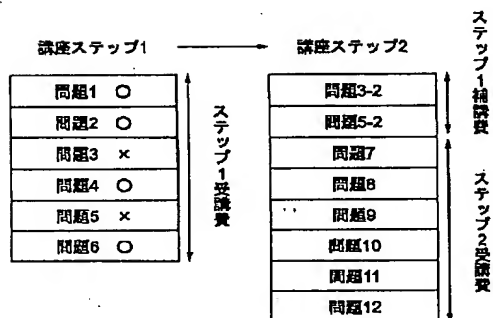 講座ステップ1
問題1 ○
問題2 ○
問題3 ×
問題4 ○
問題5 ×
問題6 ○
ステップ1受講費
講座ステップ2
問題3-2
問題5-2
問題7
問題8
問題9
問題10
問題11
問題12
ステップ1補講費
ステップ2受講費